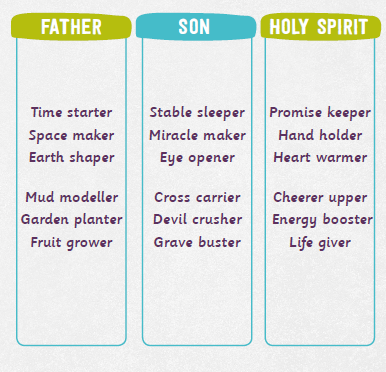 FATHER
Time starter
Space maker
Earth shaper
Mud modeller
Garden planter
Fruit grower
SON
Stable sleeper
Miracle maker
Eye opener
Cross carrier
Devil crusher
Grave buster
HOLY SPIRIT
Promise keeper
Hand holder
Heart warmer
Cheerer upper
Energy booster
Life giver